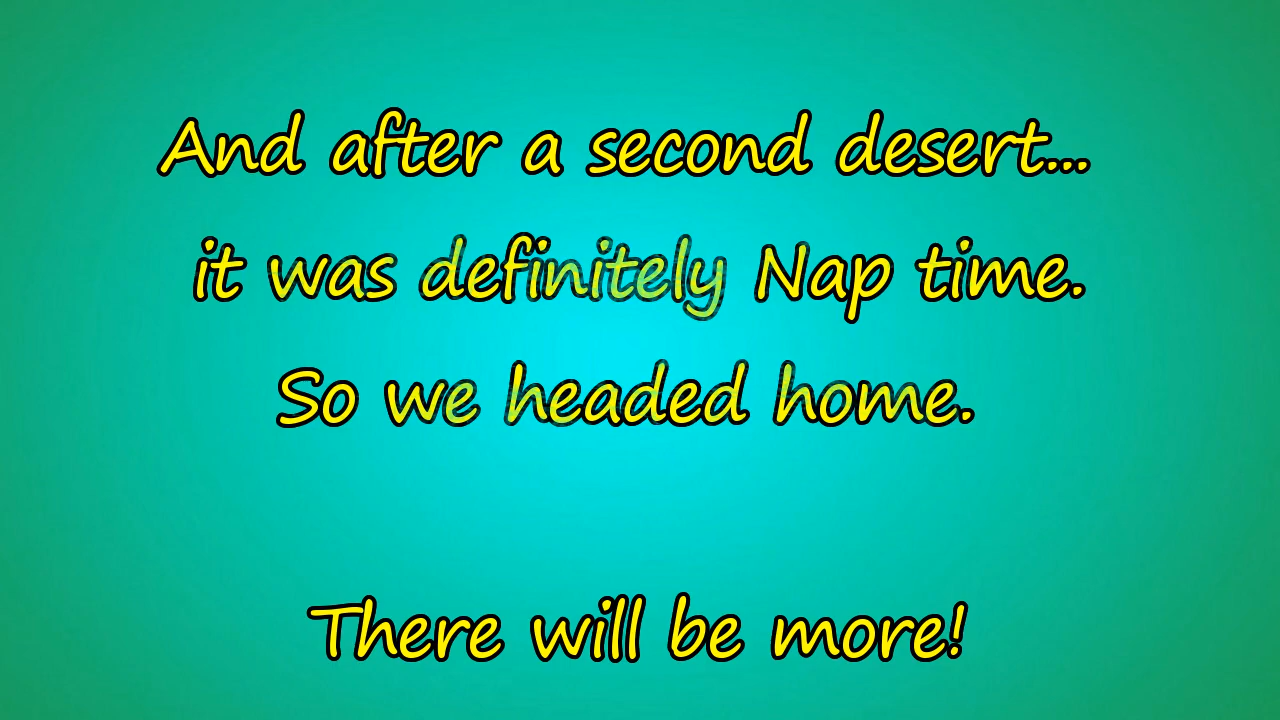 And after a second desert...
it was definitely Nap time.
So we headed home.
There will be more!